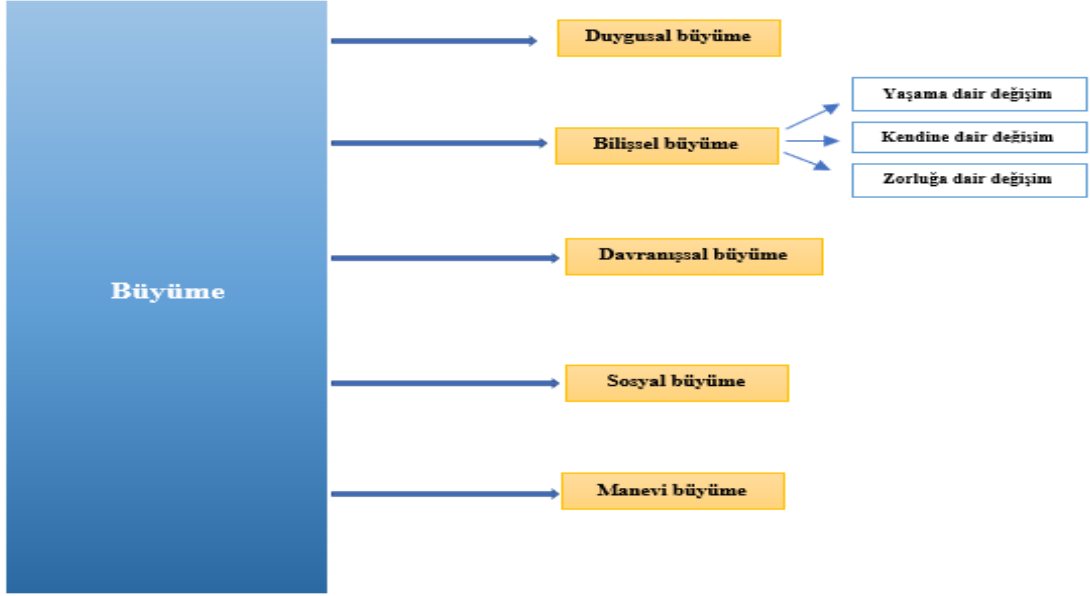 Büyüme
Duygusal büyüme
Bilişsel büyüme
Yaşama dair değişim
Kendine dair değişim
Zorluğa dair değişim
Davranışsal büyüme
Sosyal büyüme
Manevi büyüme